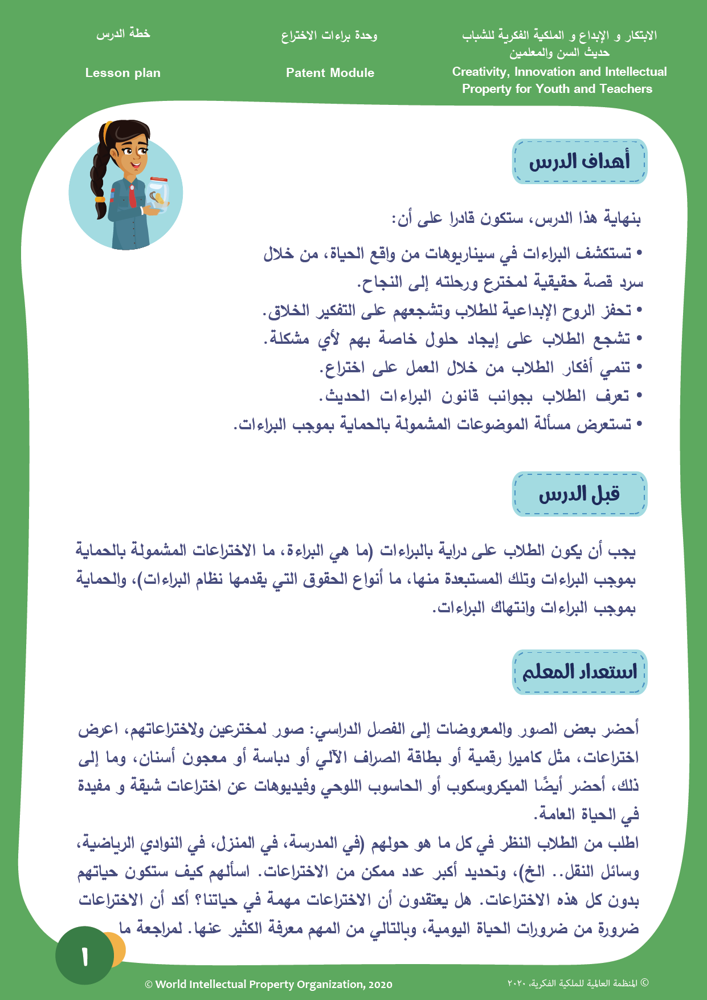 الابتكار و الإبداع و الملكية الفكرية للشباب
حديث السن والمعلمين
Creativity, Innovation and Intellectual
Property for Youth and Teachers
وحدة براءات الاختراع
Patent Module
خطة الدرس
Lesson plan
أهداف الدرس
بنهاية هذا الدرس، ستكون قادرا على أن:
• تستكشف البراءات في سيناريوهات من واقع الحياة، من خلال
سرد قصة حقيقية لمخترع ورحلته إلى النجاح.
• تحفز الروح الإبداعية للطلاب وتشجعهم على التفكير الخلاق.
• تشجع الطلاب على إيجاد حلول خاصة بهم لأي مشكلة.
• تنمي أفكار الطلاب من خلال العمل على اختراع.
• تعرف الطلاب بجوانب قانون البراءات الحديث.
• تستعرض مسألة الموضوعات المشمولة بالحماية بموجب البراءات.
قبل الدرس
يجب أن يكون الطلاب على دراية بالبراءات (ما هي البراءة، ما الاختراعات المشمولة بالحماية
بموجب البراءات وتلك المستبعدة منها، ما أنواع الحقوق التي يقدمها نظام البراءات)، والحماية
بموجب البراءات وانتهاك البراءات.
استعداد المعلم
أحضر بعض الصور والمعروضات إلى الفصل الدراسي: صور لمخترعين ولاختراعاتهم، اعرض
اختراعات، مثل كاميرا رقمية أو بطاقة الصراف الآلي أو دباسة أو معجون أسنان، وما إلى
ذلك، أحضر أيضًا الميكروسكوب أو الحاسوب اللوحي وفيديوهات عن اختراعات شيقة و مفيدة
في الحياة العامة.
اطلب من الطلاب النظر في كل ما هو حولهم (في المدرسة، في المنزل، في النوادي الرياضية،
وسائل النقل.. الخ)، وتحديد أكبر عدد ممكن من الاختراعات. اسألهم كيف ستكون حياتهم
بدون كل هذه الاختراعات. هل يعتقدون أن الاختراعات مهمة في حياتنا؟ أكد أن الاختراعات
ضرورة من ضرورات الحياة اليومية، وبالتالي من المهم معرفة الكثير عنها. لمراجعة ما
١
© المنظمة العالمية للملكية الفكرية، ٢٠٢٠
© World Intellectual Property Organization, 2020